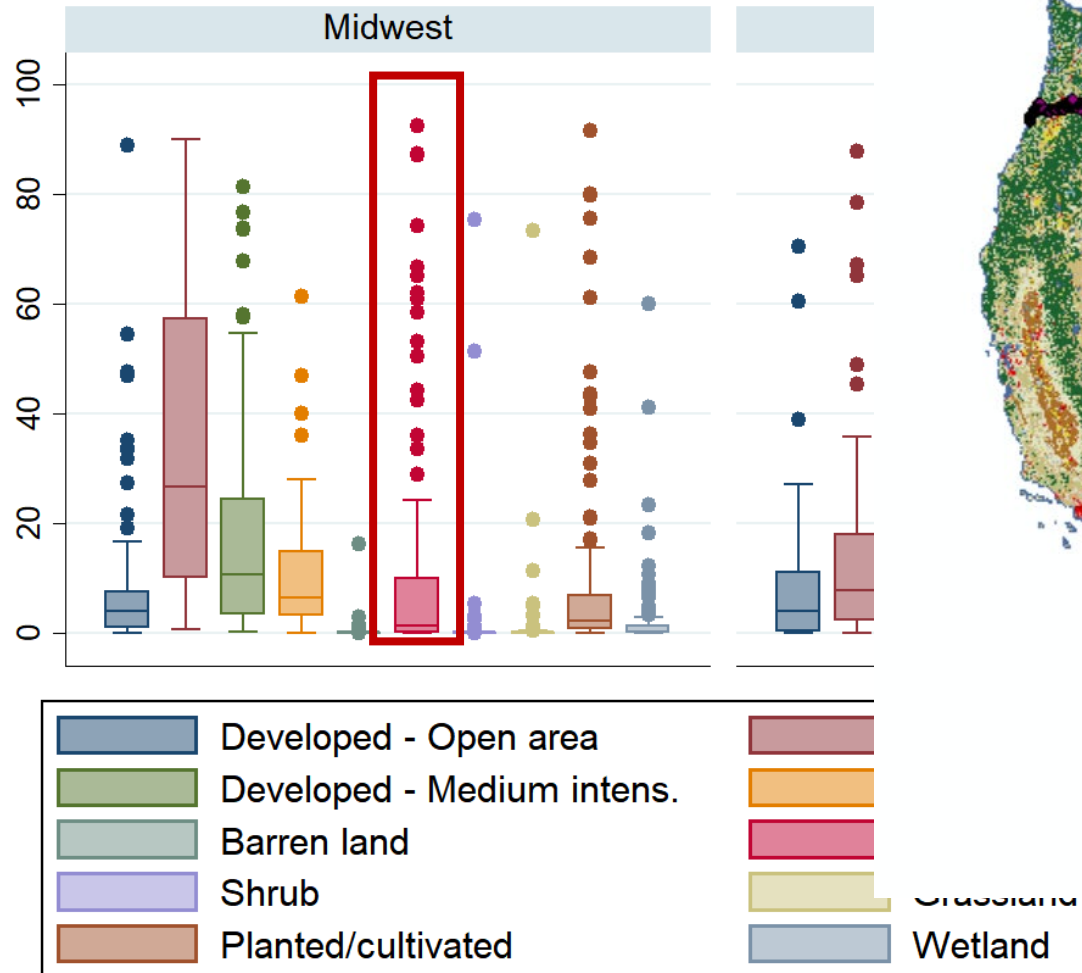 Midwest
100
80
60
40
20
0
Developed - Open area
Developed - Medium intens.
Barren land
Shrub
Grassland
Planted/cultivated
Wetland